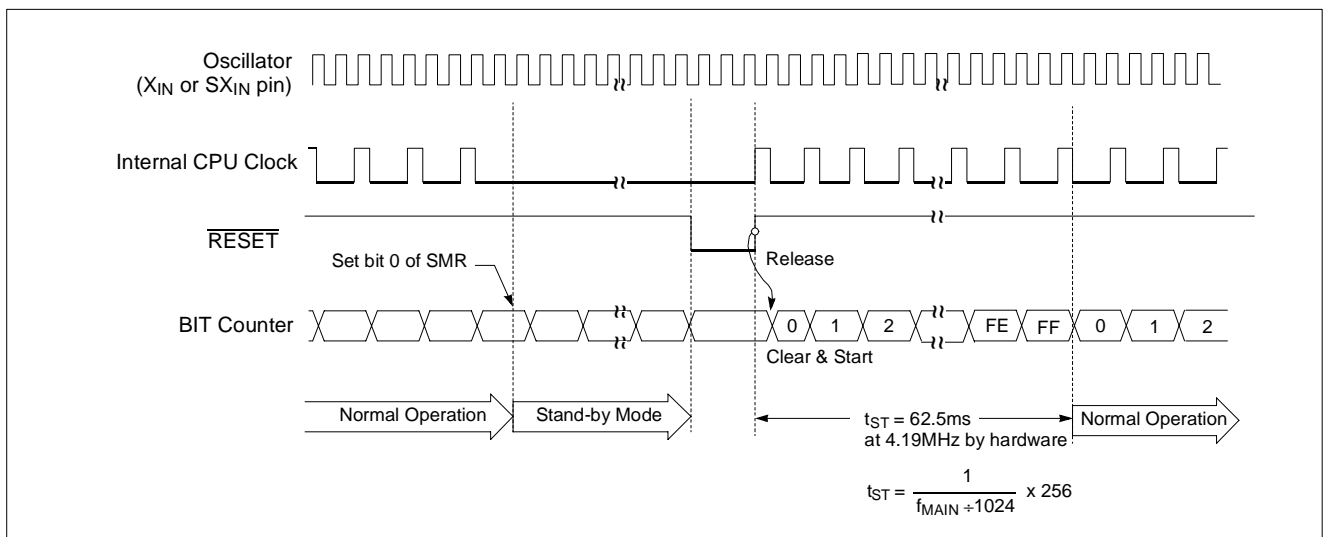 Oscillator
(XIN or SXIN pin)
Internal CPU Clock
RESET
Set bit 0 of SMR
Release
BIT Counter
0 1 2 FE FF 0 1 2
Clear & Start
Normal Operation
Stand-by Mode
tST = 62.5ms
at 4.19MHz by hardware
Normal Operation
tST = 1 / fMAIN ÷1024 x 256